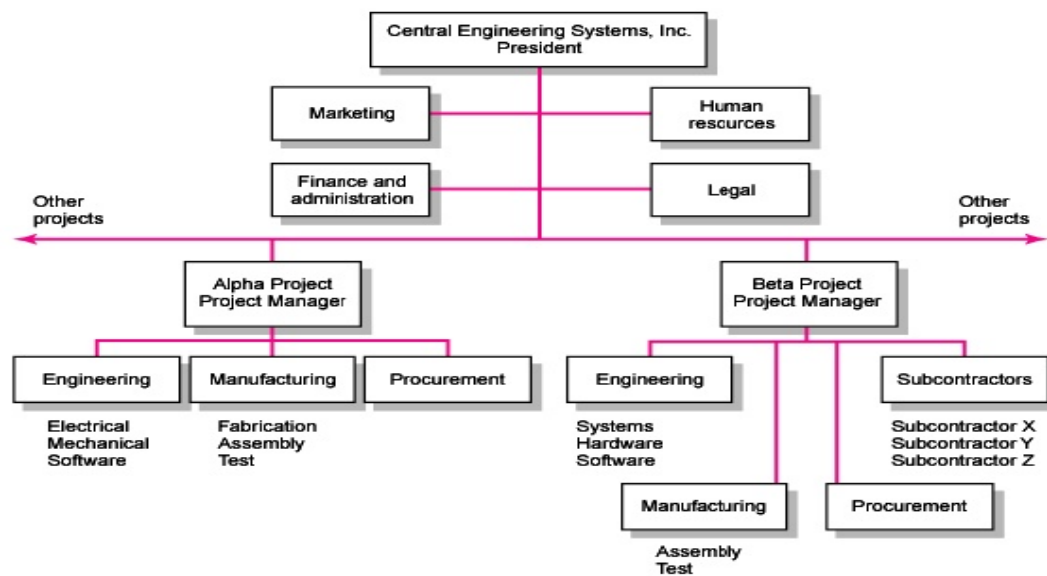 Central Engineering Systems, Inc.
President
Marketing
Human
resources
Finance and
administration
Legal
Other
projects
Other
projects
Alpha Project
Project Manager
Beta Project
Project Manager
Engineering
Manufacturing
Procurement
Engineering
Subcontractors
Electrical
Mechanical
Software
Fabrication
Assembly
Test
Systems
Hardware
Software
Subcontractor X
Subcontractor Y
Subcontractor Z
Manufacturing
Procurement
Assembly
Test